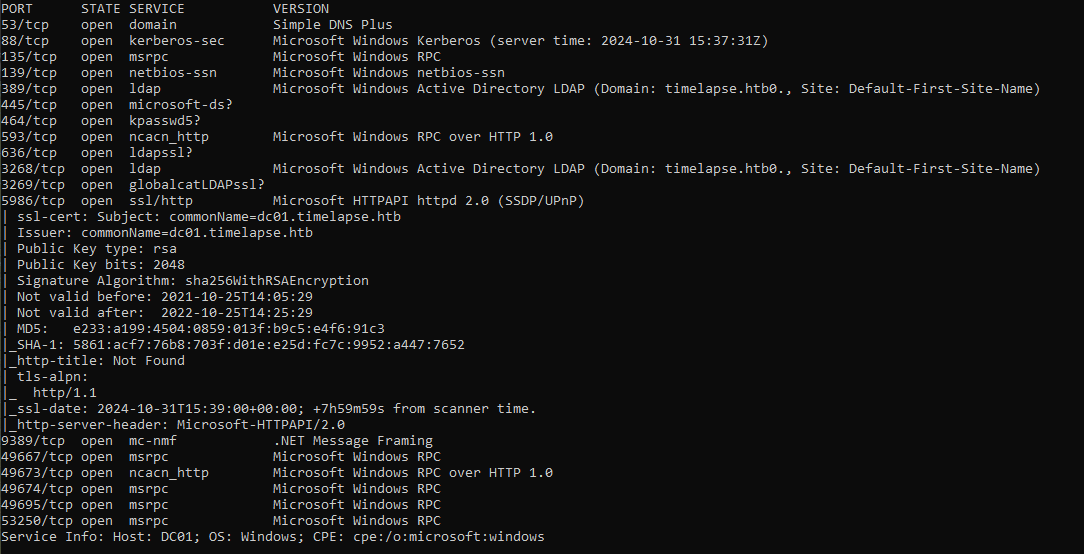 PORT      STATE SERVICE           VERSION
53/tcp    open  domain            Simple DNS Plus
88/tcp    open  kerberos-sec      Microsoft Windows Kerberos (server time: 2024-10-31 15:37:31Z)
135/tcp   open  msrpc             Microsoft Windows RPC
139/tcp   open  netbios-ssn       Microsoft Windows netbios-ssn
389/tcp   open  ldap              Microsoft Windows Active Directory LDAP (Domain: timelapse.htb0., Site: Default-First-Site-Name)
445/tcp   open  microsoft-ds?
464/tcp   open  kpasswd5?
593/tcp   open  ncacn_http        Microsoft Windows RPC over HTTP 1.0
636/tcp   open  ldapssl?
3268/tcp  open  ldap              Microsoft Windows Active Directory LDAP (Domain: timelapse.htb0., Site: Default-First-Site-Name)
3269/tcp  open  globalcatLDAPssl?
5986/tcp  open  ssl/http          Microsoft HTTPAPI httpd 2.0 (SSDP/UPnP)
| ssl-cert: Subject: commonName=dc01.timelapse.htb
| Issuer: commonName=dc01.timelapse.htb
| Public Key type: rsa
| Public Key bits: 2048
| Signature Algorithm: sha256WithRSAEncryption
| Not valid before: 2021-10-25T14:05:29
| Not valid after:  2022-10-25T14:25:29
| MD5:   e233:a199:4504:0859:013f:b9c5:e4f6:91c3
|_SHA-1: 5861:acf7:76b8:703f:d01e:e25d:fc7c:9952:a447:7652
|_http-title: Not Found
| tls-alpn:
|_  http/1.1
|_ssl-date: 2024-10-31T15:39:00+00:00; +7h59m59s from scanner time.
|_http-server-header: Microsoft-HTTPAPI/2.0
9389/tcp  open  mc-nmf            .NET Message Framing
49667/tcp open  msrpc             Microsoft Windows RPC
49673/tcp open  ncacn_http        Microsoft Windows RPC over HTTP 1.0
49674/tcp open  msrpc             Microsoft Windows RPC
49695/tcp open  msrpc             Microsoft Windows RPC
53250/tcp open  msrpc             Microsoft Windows RPC
Service Info: Host: DC01; OS: Windows; CPE: cpe:/o:microsoft:windows